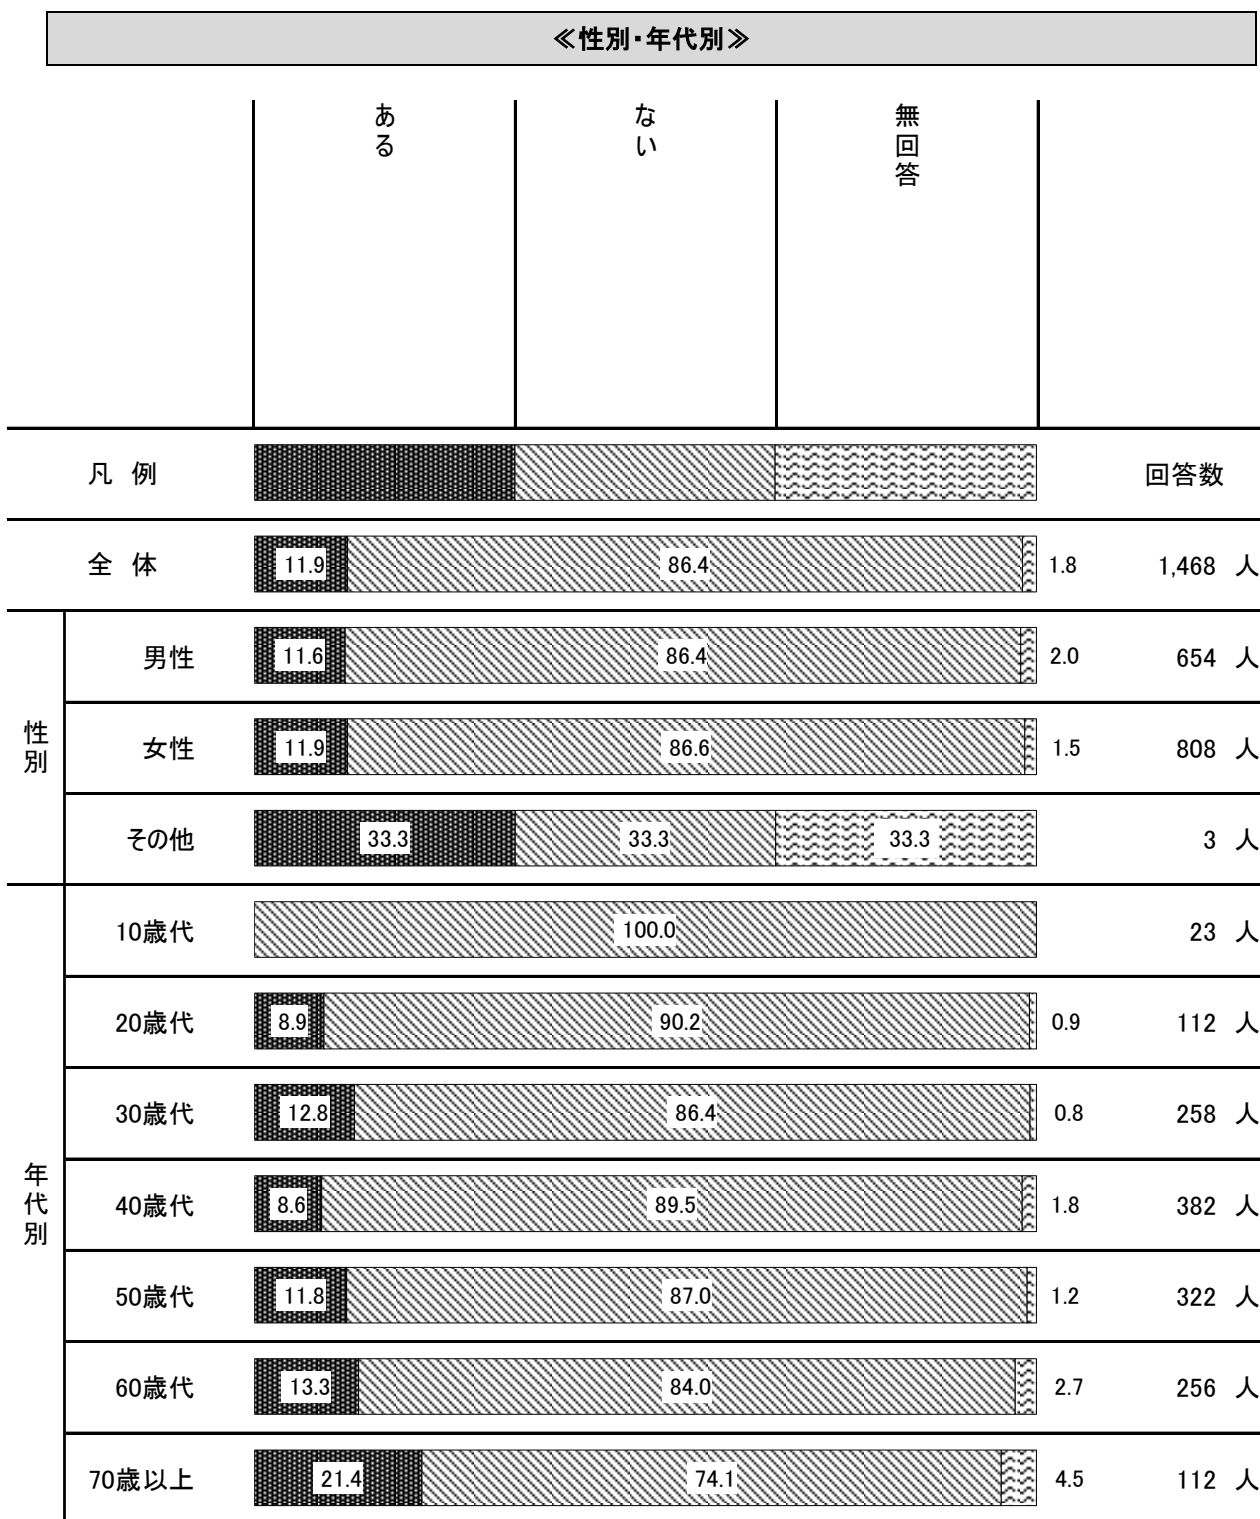 ≪性別・年代別≫
ある
ない
無回答
凡 例
回答数
全 体 11.9 86.4 1.8 1,468 人
性別
男性 11.6 86.4 2.0 654 人
女性 11.9 86.6 1.5 808 人
その他 33.3 33.3 33.3 3 人
年代別
10歳代 100.0 23 人
20歳代 8.9 90.2 0.9 112 人
30歳代 12.8 86.4 0.8 258 人
40歳代 8.6 89.5 1.8 382 人
50歳代 11.8 87.0 1.2 322 人
60歳代 13.3 84.0 2.7 256 人
70歳以上 21.4 74.1 4.5 112 人